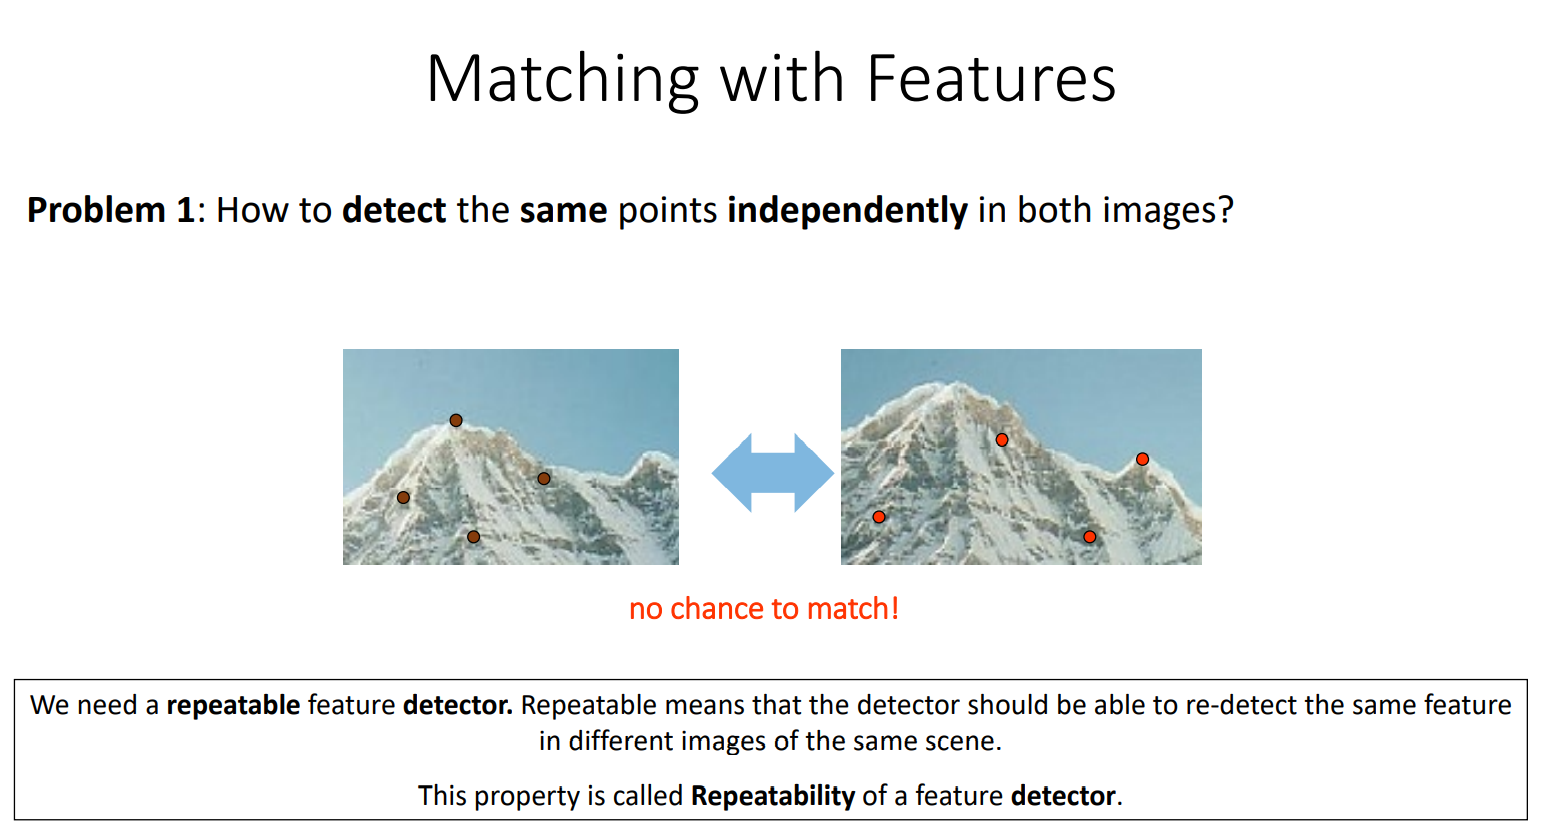 Matching with Features
Problem 1: How to detect the same points independently in both images?
no chance to match!
We need a repeatable feature detector. Repeatable means that the detector should be able to re-detect the same feature
in different images of the same scene.
This property is called Repeatability of a feature detector.